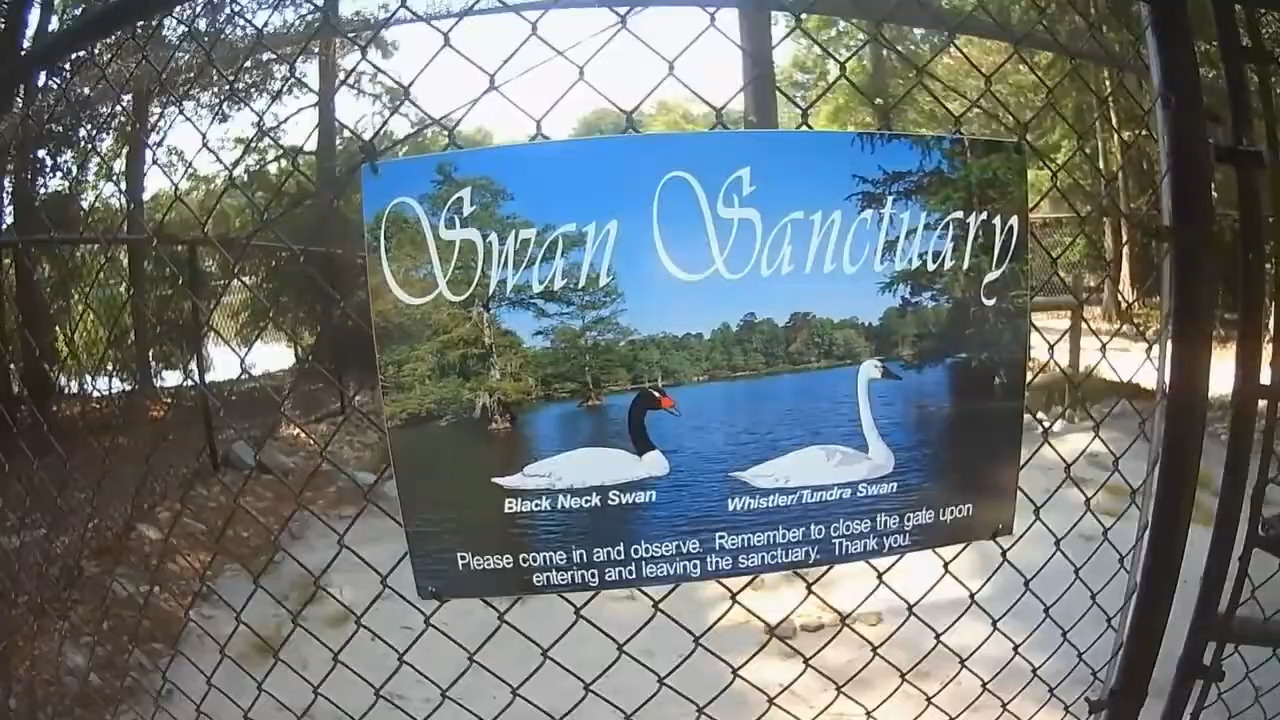 Swan Sanctuary
Black Neck Swan
Whistler/Tundra Swan
Please come in and observe. Remember to close the gate upon
entering and leaving the sanctuary. Thank you.